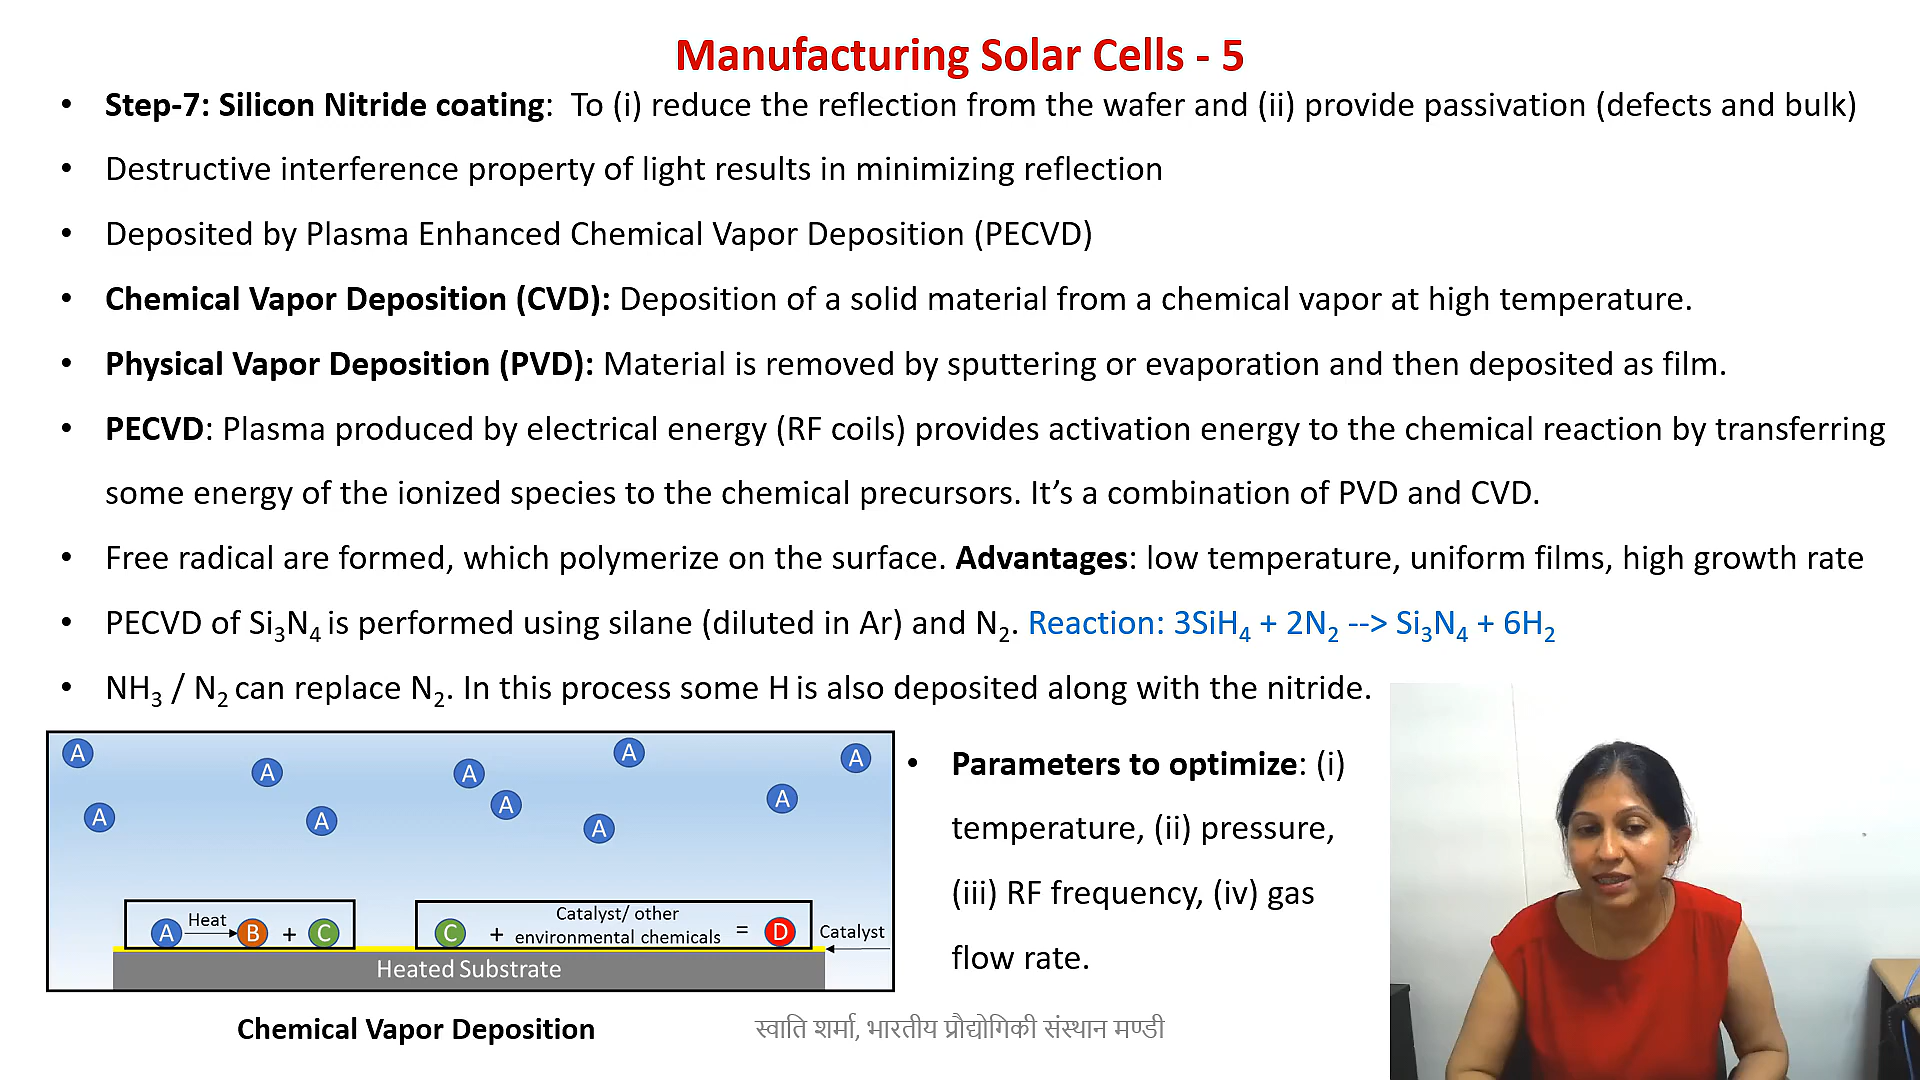 Manufacturing Solar Cells - 5
• Step-7: Silicon Nitride coating: To (i) reduce the reflection from the wafer and (ii) provide passivation (defects and bulk)
• Destructive interference property of light results in minimizing reflection
• Deposited by Plasma Enhanced Chemical Vapor Deposition (PECVD)
• Chemical Vapor Deposition (CVD): Deposition of a solid material from a chemical vapor at high temperature.
• Physical Vapor Deposition (PVD): Material is removed by sputtering or evaporation and then deposited as film.
• PECVD: Plasma produced by electrical energy (RF coils) provides activation energy to the chemical reaction by transferring
some energy of the ionized species to the chemical precursors. It’s a combination of PVD and CVD.
• Free radical are formed, which polymerize on the surface. Advantages: low temperature, uniform films, high growth rate
• PECVD of Si₃N₄ is performed using silane (diluted in Ar) and N₂. Reaction: 3SiH₄ + 2N₂ --> Si₃N₄ + 6H₂
• NH₃ / N₂ can replace N₂. In this process some H is also deposited along with the nitride.
A A A A A
A A A A A
Heat
A B + C
Catalyst/ other
C + environmental chemicals = D
Catalyst
Heated Substrate
Chemical Vapor Deposition
• Parameters to optimize: (i)
temperature, (ii) pressure,
(iii) RF frequency, (iv) gas
flow rate.
स्वाति शर्मा, भारतीय प्रौद्योगिकी संस्थान मण्डी